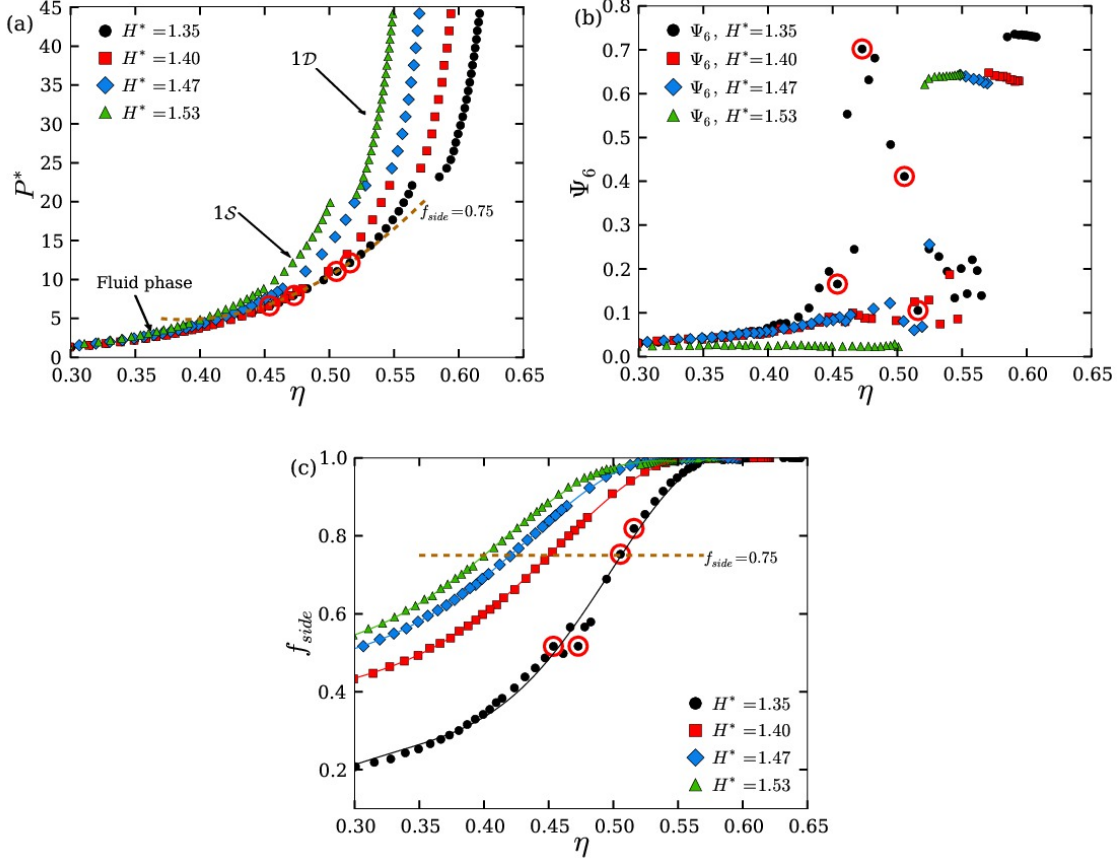 (a)
45
40
35
30
25
20
15
10
5
0
P*
H* = 1.35
H* = 1.40
H* = 1.47
H* = 1.53
1𝒟
1𝒮
Fluid phase
f_side = 0.75
0.30 0.35 0.40 0.45 0.50 0.55 0.60 0.65
η
(b)
0.8
0.7
0.6
0.5
0.4
0.3
0.2
0.1
0.0
Ψ₆
Ψ₆, H* = 1.35
Ψ₆, H* = 1.40
Ψ₆, H* = 1.47
Ψ₆, H* = 1.53
0.30 0.35 0.40 0.45 0.50 0.55 0.60 0.65
η
(c)
1.0
0.8
0.6
0.4
0.2
f_side
f_side = 0.75
H* = 1.35
H* = 1.40
H* = 1.47
H* = 1.53
0.30 0.35 0.40 0.45 0.50 0.55 0.60 0.65
η